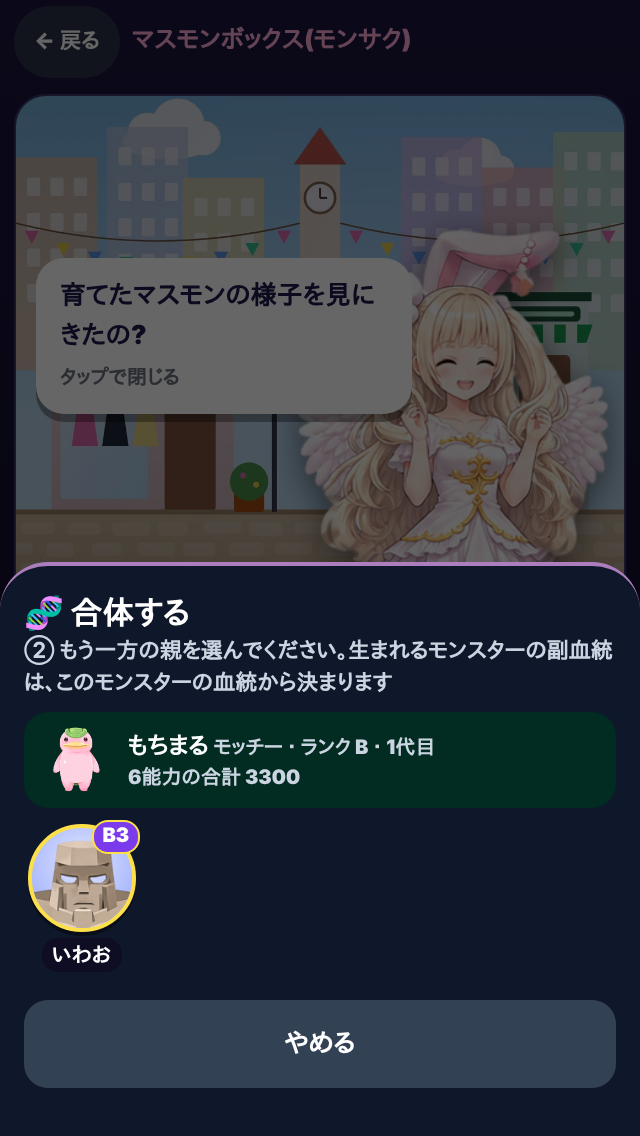 ← 戻る
マスモンボックス(モンサク)
育てたマスモンの様子を見に
きたの?
タップで閉じる
🧬 合体する
② もう一方の親を選んでください。生まれるモンスターの副血統
は、このモンスターの血統から決まります
もちまる モッチー・ランク B・1代目
6能力の合計 3300
B3
いわお
やめる